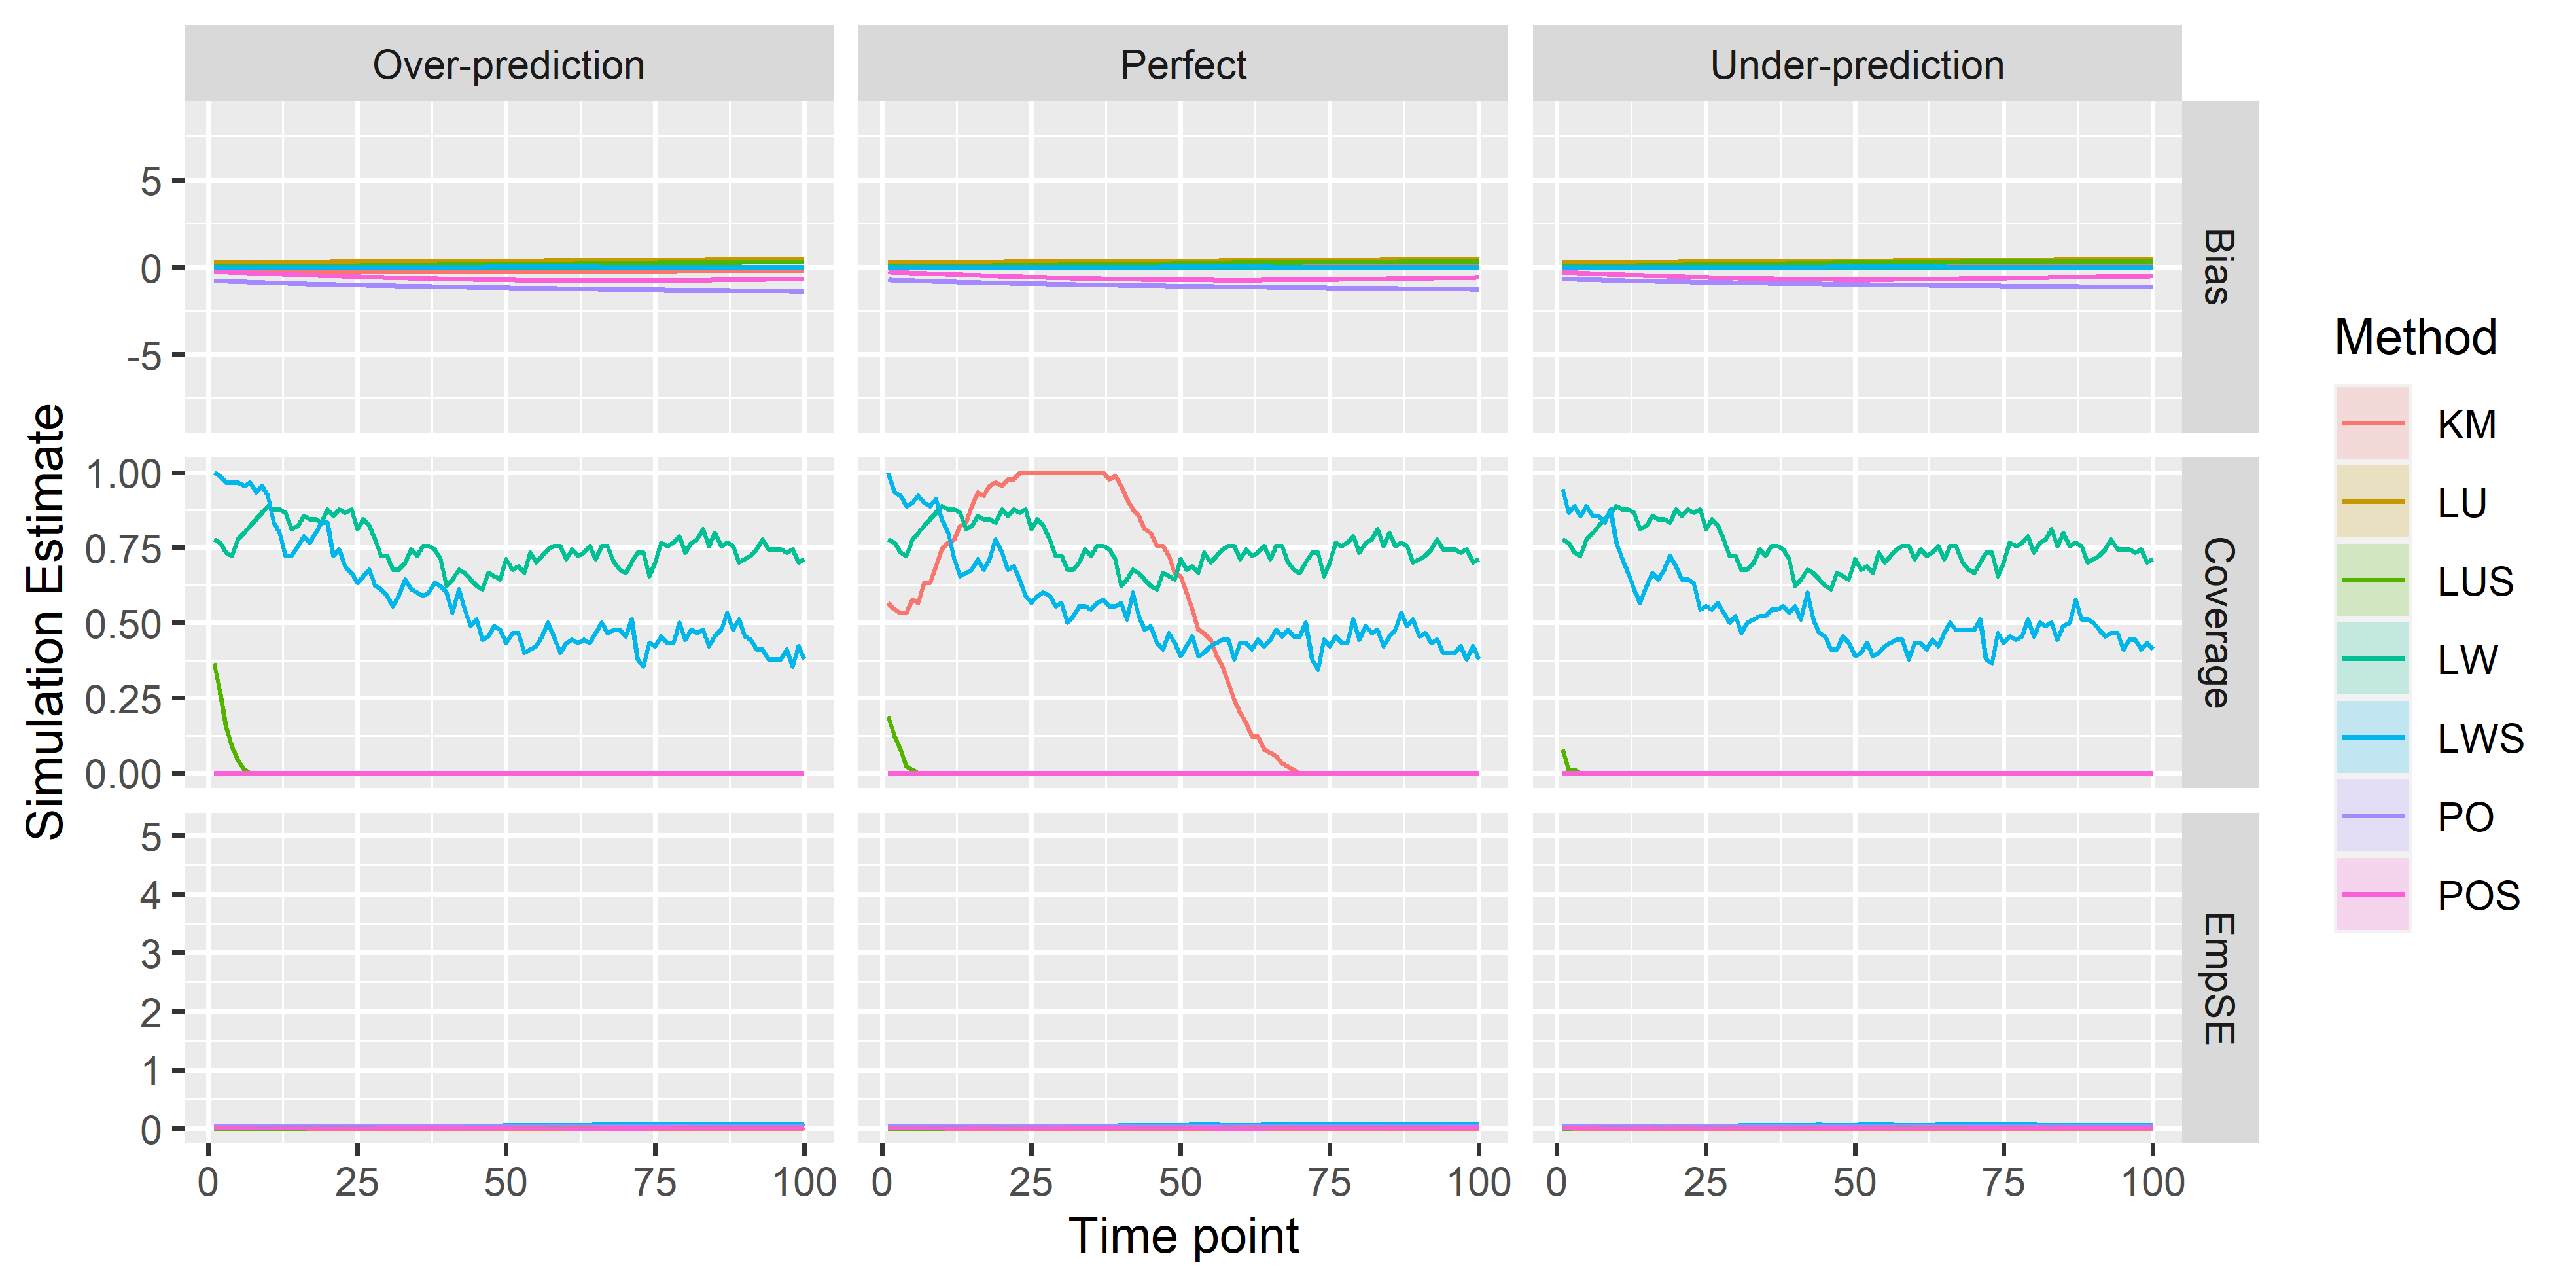 Over-prediction
Perfect
Under-prediction
Simulation Estimate
5
0
-5
Bias
1.00
0.75
0.50
0.25
0.00
Coverage
5
4
3
2
1
0
EmpSE
0 25 50 75 100
0 25 50 75 100
0 25 50 75 100
Time point
Method
KM
LU
LUS
LW
LWS
PO
POS